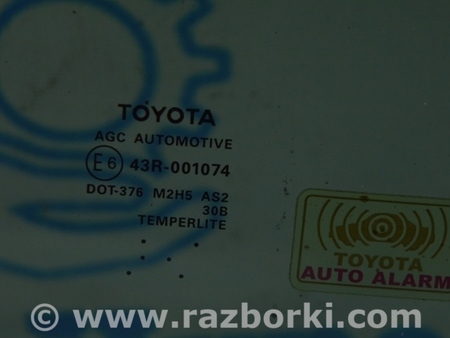 TOYOTA
AGC AUTOMOTIVE
E6 43R-001074
DOT-376 M2H5 AS2
30B
TEMPERLITE
TOYOTA
AUTO ALARM
© www.razborki.com